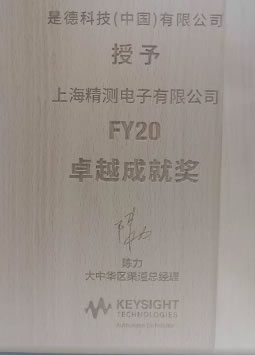 是德科技(中国)有限公司
授予
上海精测电子有限公司
FY20
卓越成就奖
陈力
大中华区渠道总经理
KEYSIGHT
TECHNOLOGIES
Authorized Distributor